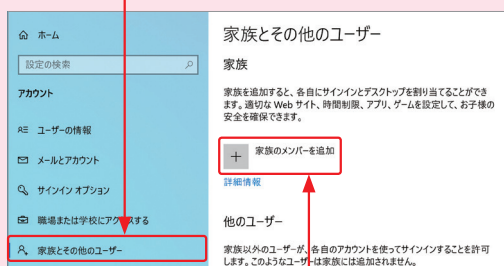 ホーム
設定の検索
アカウント
ユーザーの情報
メールとアカウント
サインイン オプション
職場または学校にアクセスする
家族とその他のユーザー
家族とその他のユーザー
家族
家族を追加すると、各自にサインインとデスクトップを割り当てることができ
ます。適切な Web サイト、時間制限、アプリ、ゲームを設定して、お子様の
安全を確保できます。
家族のメンバーを追加
詳細情報
他のユーザー
家族以外のユーザーが、各自のアカウントを使ってサインインすることを許可
します。このようなユーザーは家族には追加されません。